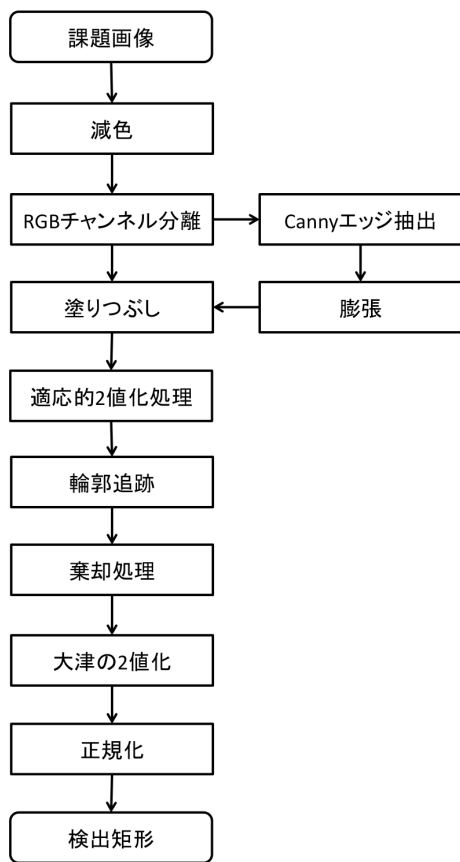 課題画像
減色
RGBチャンネル分離
Cannyエッジ抽出
塗りつぶし
膨張
適応的2値化処理
輪郭追跡
棄却処理
大津の2値化
正規化
検出矩形